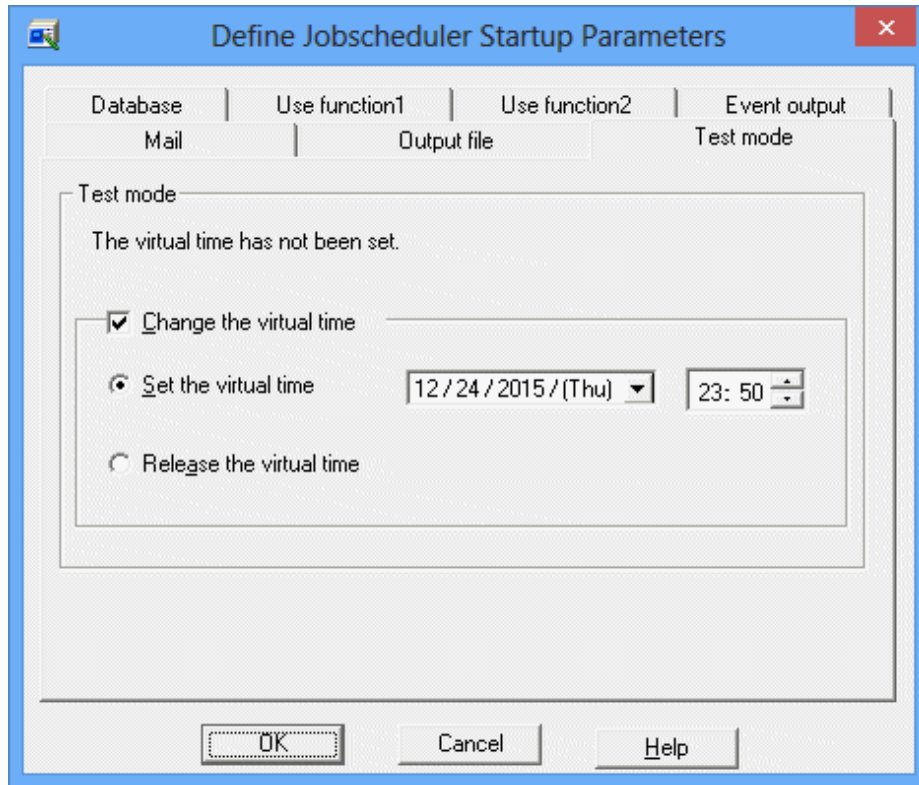 Define Jobscheduler Startup Parameters
Database Use function1 Use function2 Event output
Mail Output file Test mode
Test mode
The virtual time has not been set.
Change the virtual time
Set the virtual time 12/24/2015/(Thu) 23: 50
Release the virtual time
OK Cancel Help